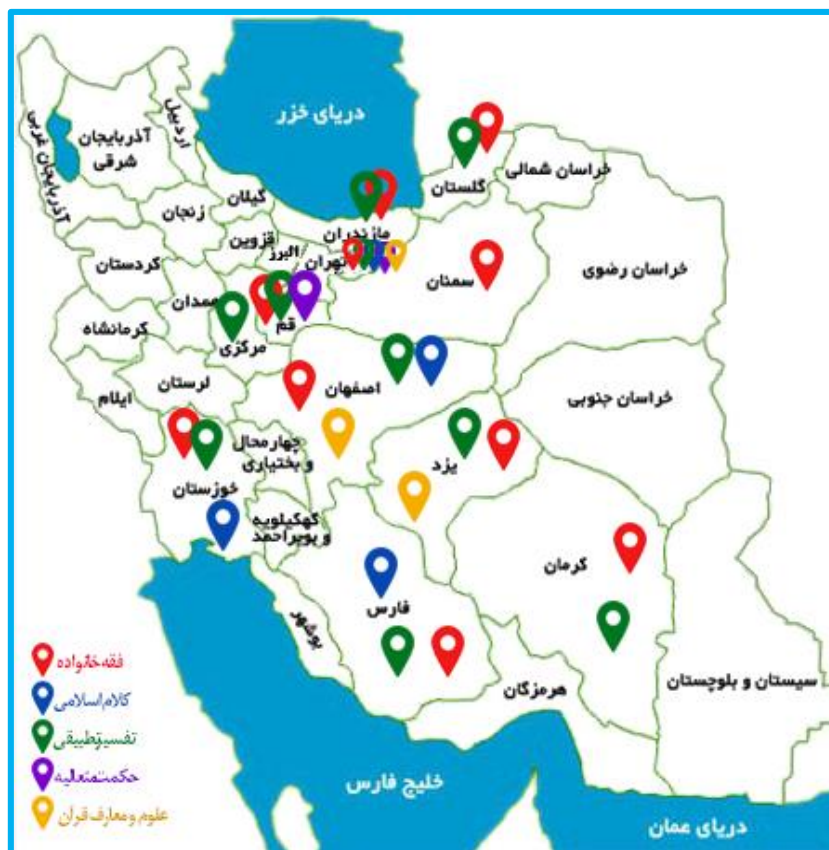 دریای خزر
اردبیل
آذربایجان
شرقی
آذربایجان غربی
گیلان
گلستان
خراسان شمالی
زنجان
مازندران
قزوین
البرز
تهران
سمنان
خراسان رضوی
کردستان
همدان
قم
کرمانشاه
مرکزی
لرستان
ایلام
اصفهان
خراسان جنوبی
چهارمحال
و بختیاری
یزد
خوزستان
کهکیلویه
و بویراحمد
کرمان
فارس
بوشهر
هرمزگان
سیستان و بلوچستان
خلیج فارس
دریای عمان
فقه خانواده
کلام اسلامی
تفسیر تطبیقی
حکمت متعالیه
علوم و معارف قرآن